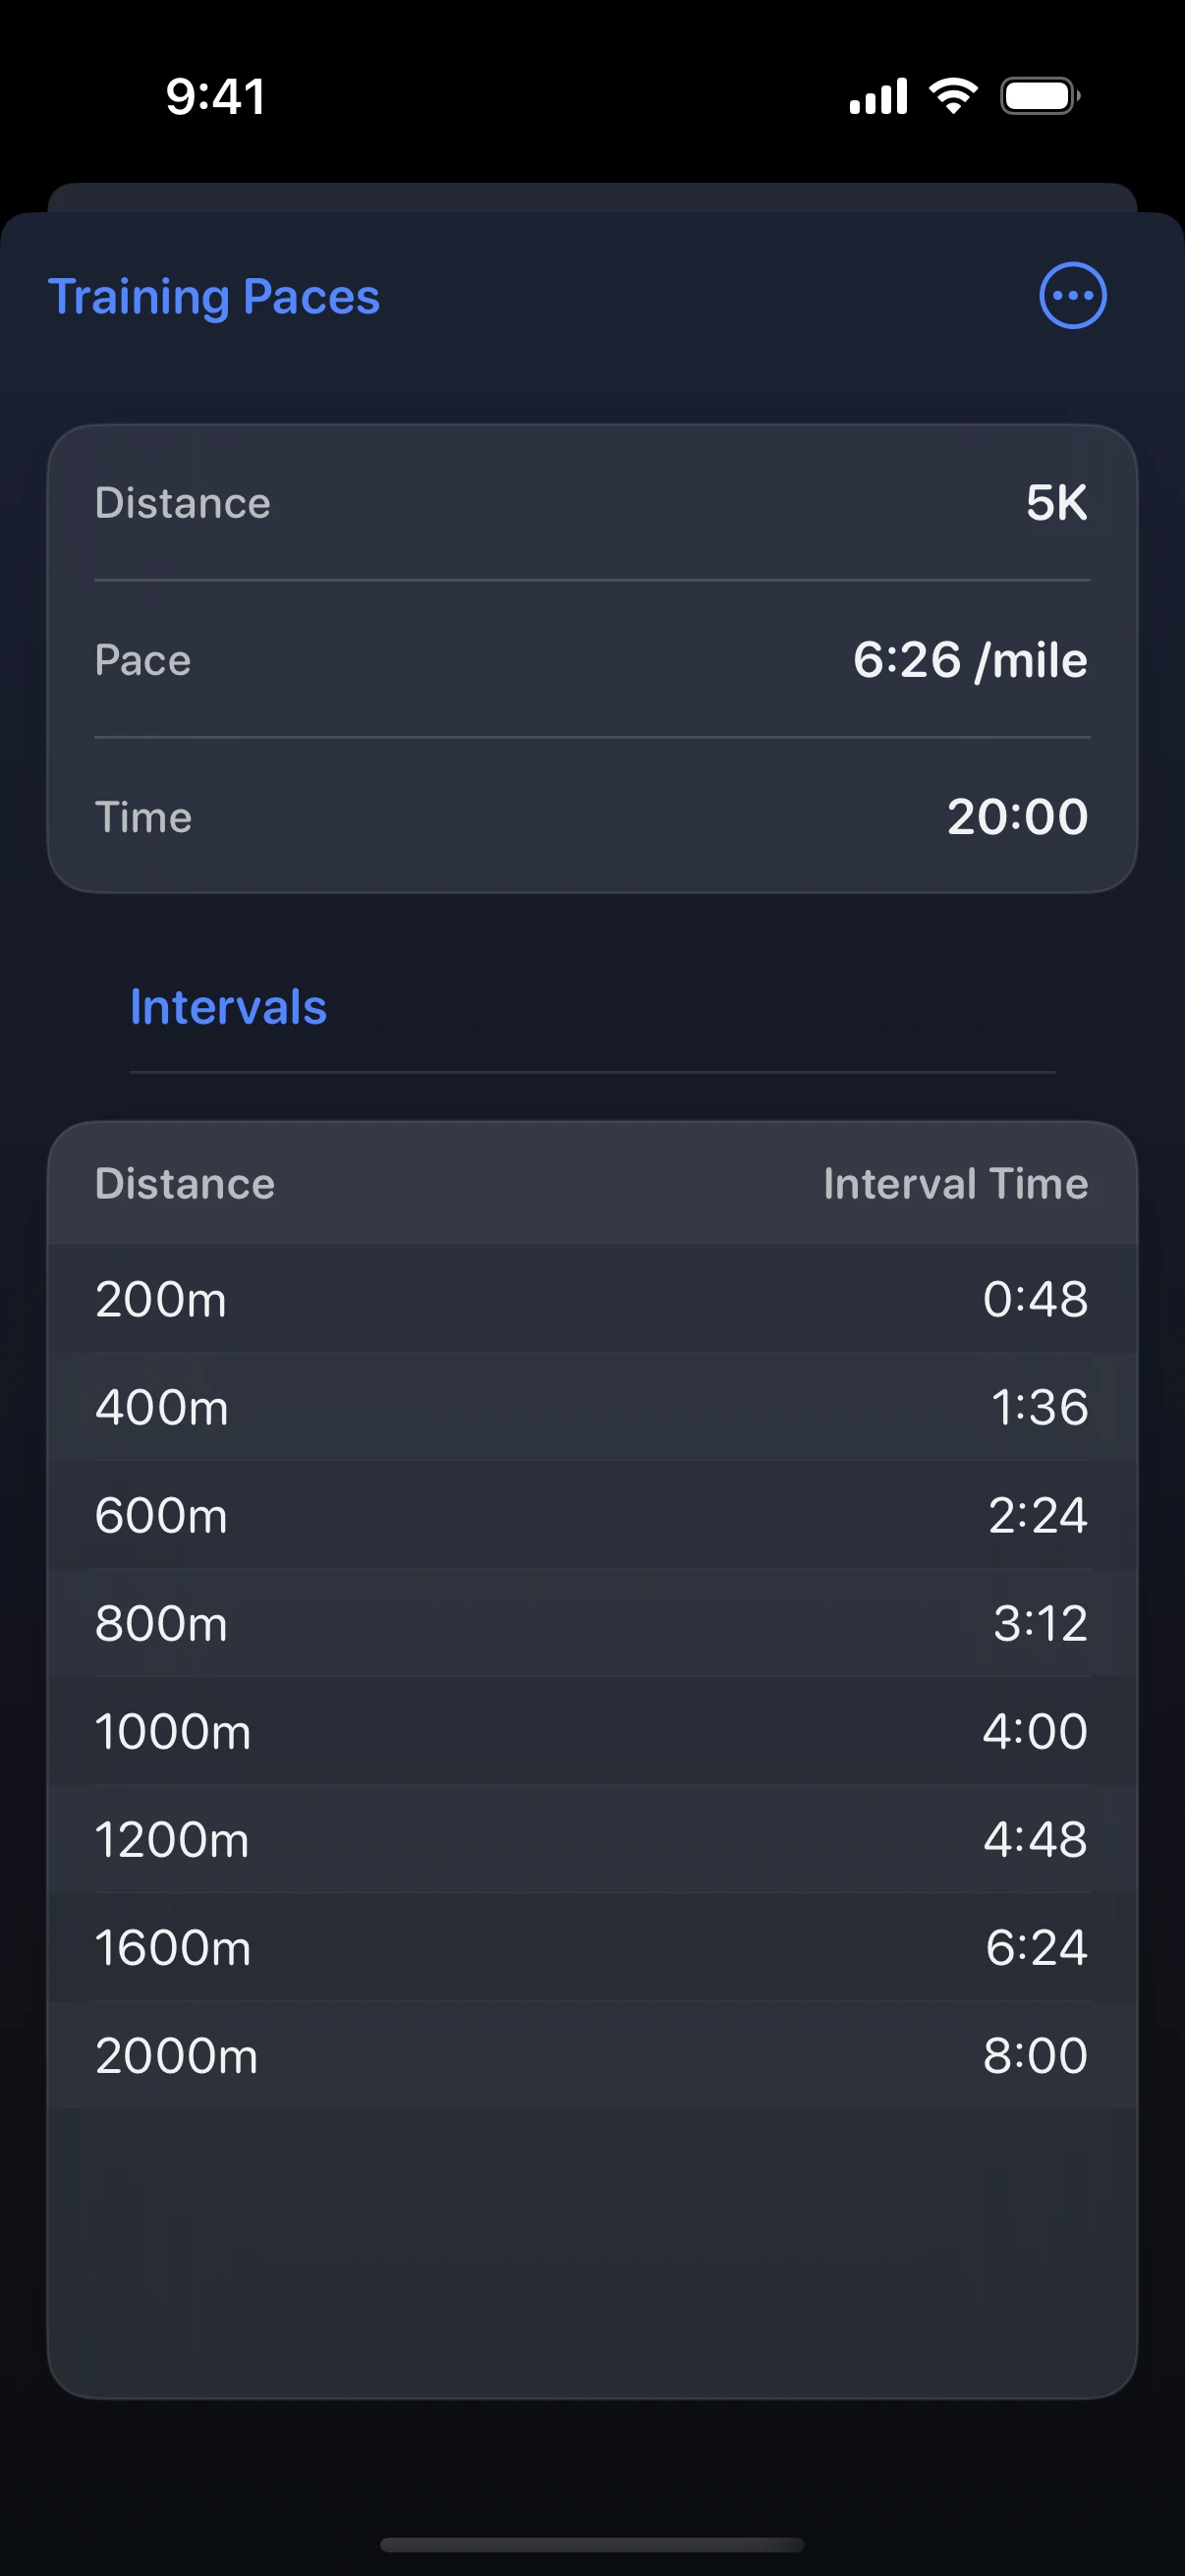 9:41
Training Paces
Distance 5K
Pace 6:26 /mile
Time 20:00
Intervals
Distance Interval Time
200m 0:48
400m 1:36
600m 2:24
800m 3:12
1000m 4:00
1200m 4:48
1600m 6:24
2000m 8:00